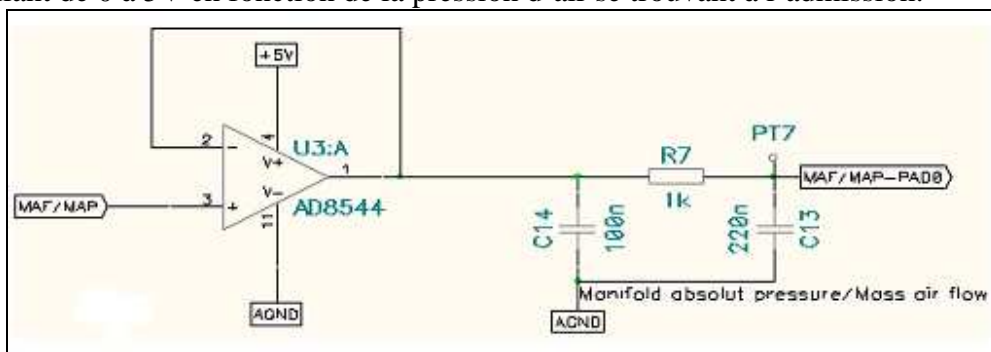 +5V
2
4
U3:A
PT7
V+
1
R7
MAF/MAP-PAD0
MAF/MAP
3
V-
AD8544
1k
11
C14
100n
220n
C13
Manifold absolut pressure/Mass air flow
AGND
AGND